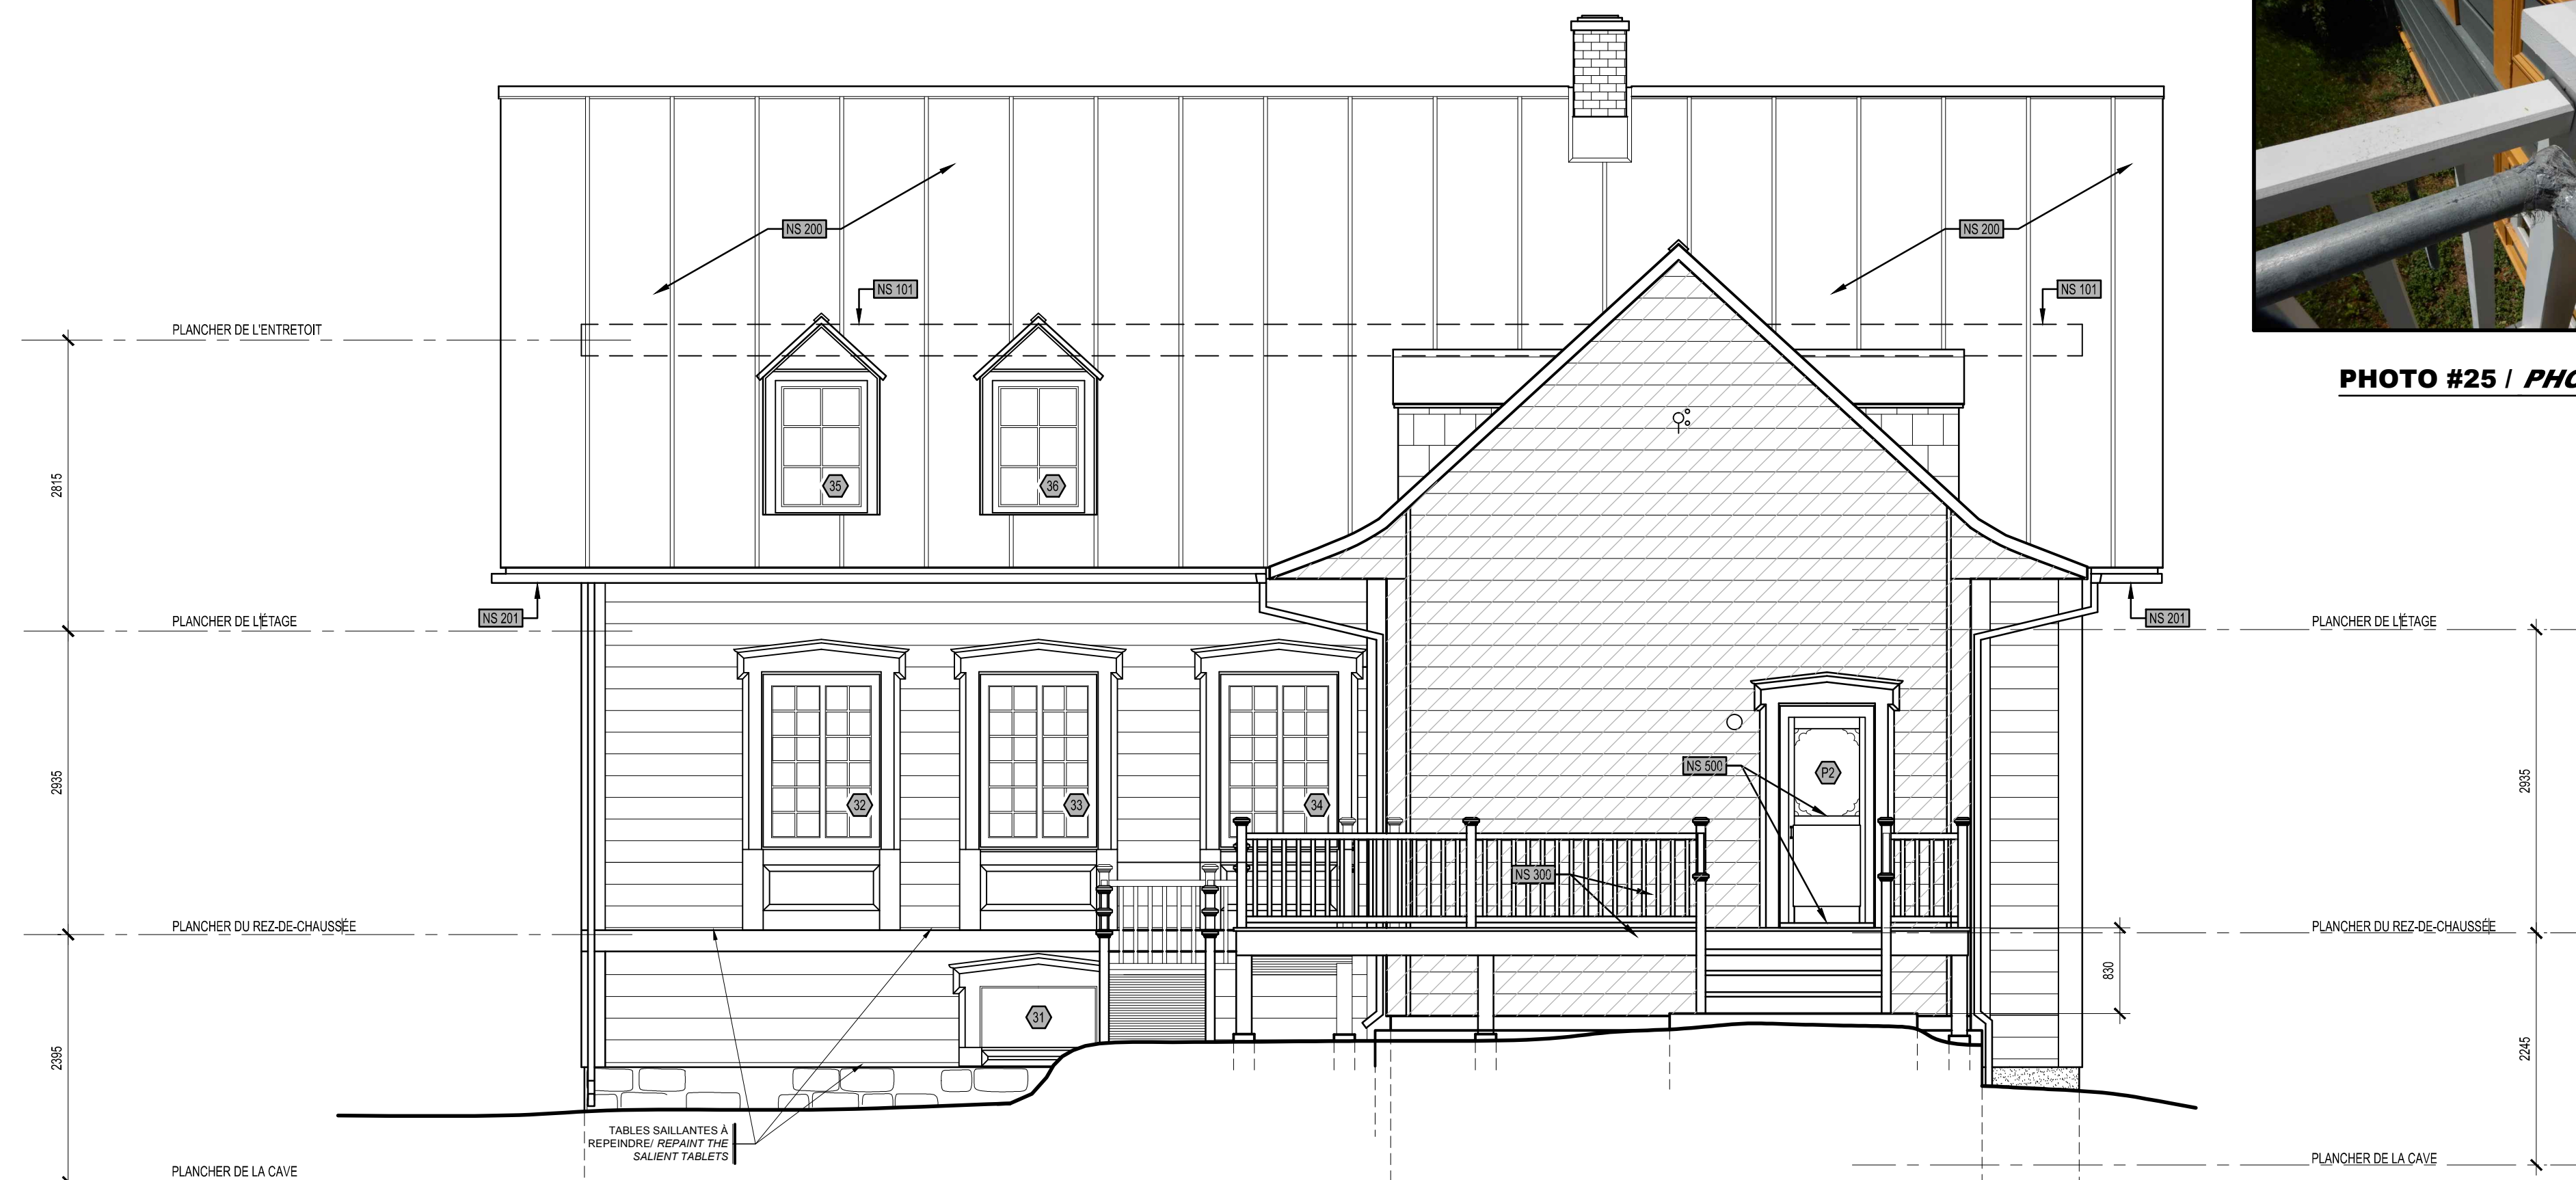 NS 200
NS 200
NS 101
NS 101
PLANCHER DE L'ENTRETOIT
PHOTO #25 /
35
36
2815
NS 201
NS 201
PLANCHER DE L'ÉTAGE
PLANCHER DE L'ÉTAGE
32
33
34
NS 500
P2
2935
2935
NS 300
PLANCHER DU REZ-DE-CHAUSSÉE
PLANCHER DU REZ-DE-CHAUSSÉE
830
31
2395
2245
TABLES SAILLANTES À
REPEINDRE/ REPAINT THE
SALIENT TABLETS
PLANCHER DE LA CAVE
PLANCHER DE LA CAVE